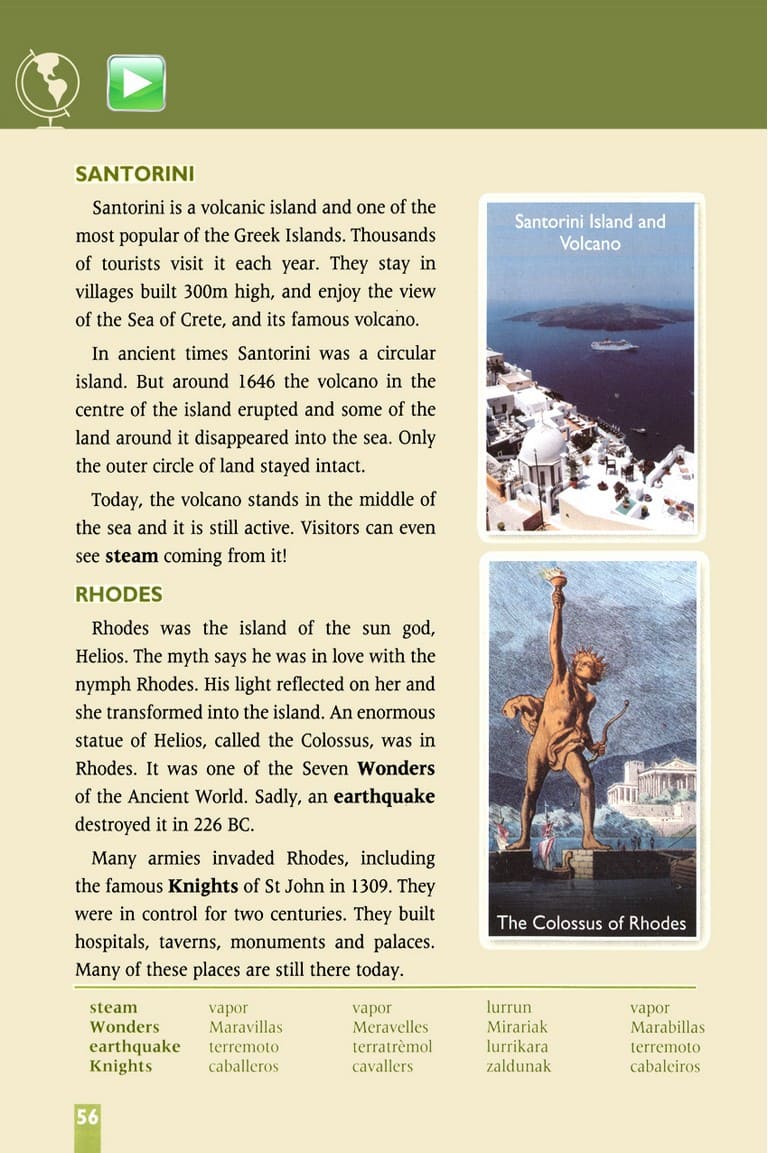 SANTORINI
Santorini is a volcanic island and one of the
most popular of the Greek Islands. Thousands
of tourists visit it each year. They stay in
villages built 300m high, and enjoy the view
of the Sea of Crete, and its famous volcano.
In ancient times Santorini was a circular
island. But around 1646 the volcano in the
centre of the island erupted and some of the
land around it disappeared into the sea. Only
the outer circle of land stayed intact.
Today, the volcano stands in the middle of
the sea and it is still active. Visitors can even
see steam coming from it!
Santorini Island and
Volcano
RHODES
Rhodes was the island of the sun god,
Helios. The myth says he was in love with the
nymph Rhodes. His light reflected on her and
she transformed into the island. An enormous
statue of Helios, called the Colossus, was in
Rhodes. It was one of the Seven Wonders
of the Ancient World. Sadly, an earthquake
destroyed it in 226 BC.
Many armies invaded Rhodes, including
the famous Knights of St John in 1309. They
were in control for two centuries. They built
hospitals, taverns, monuments and palaces.
Many of these places are still there today.
The Colossus of Rhodes
steam vapor vapor lurrun vapor
Wonders Maravillas Meravelles Mirariak Marabillas
earthquake terremoto terratrèmol lurrikara terremoto
Knights caballeros cavallers zaldunak cabaleiros
56